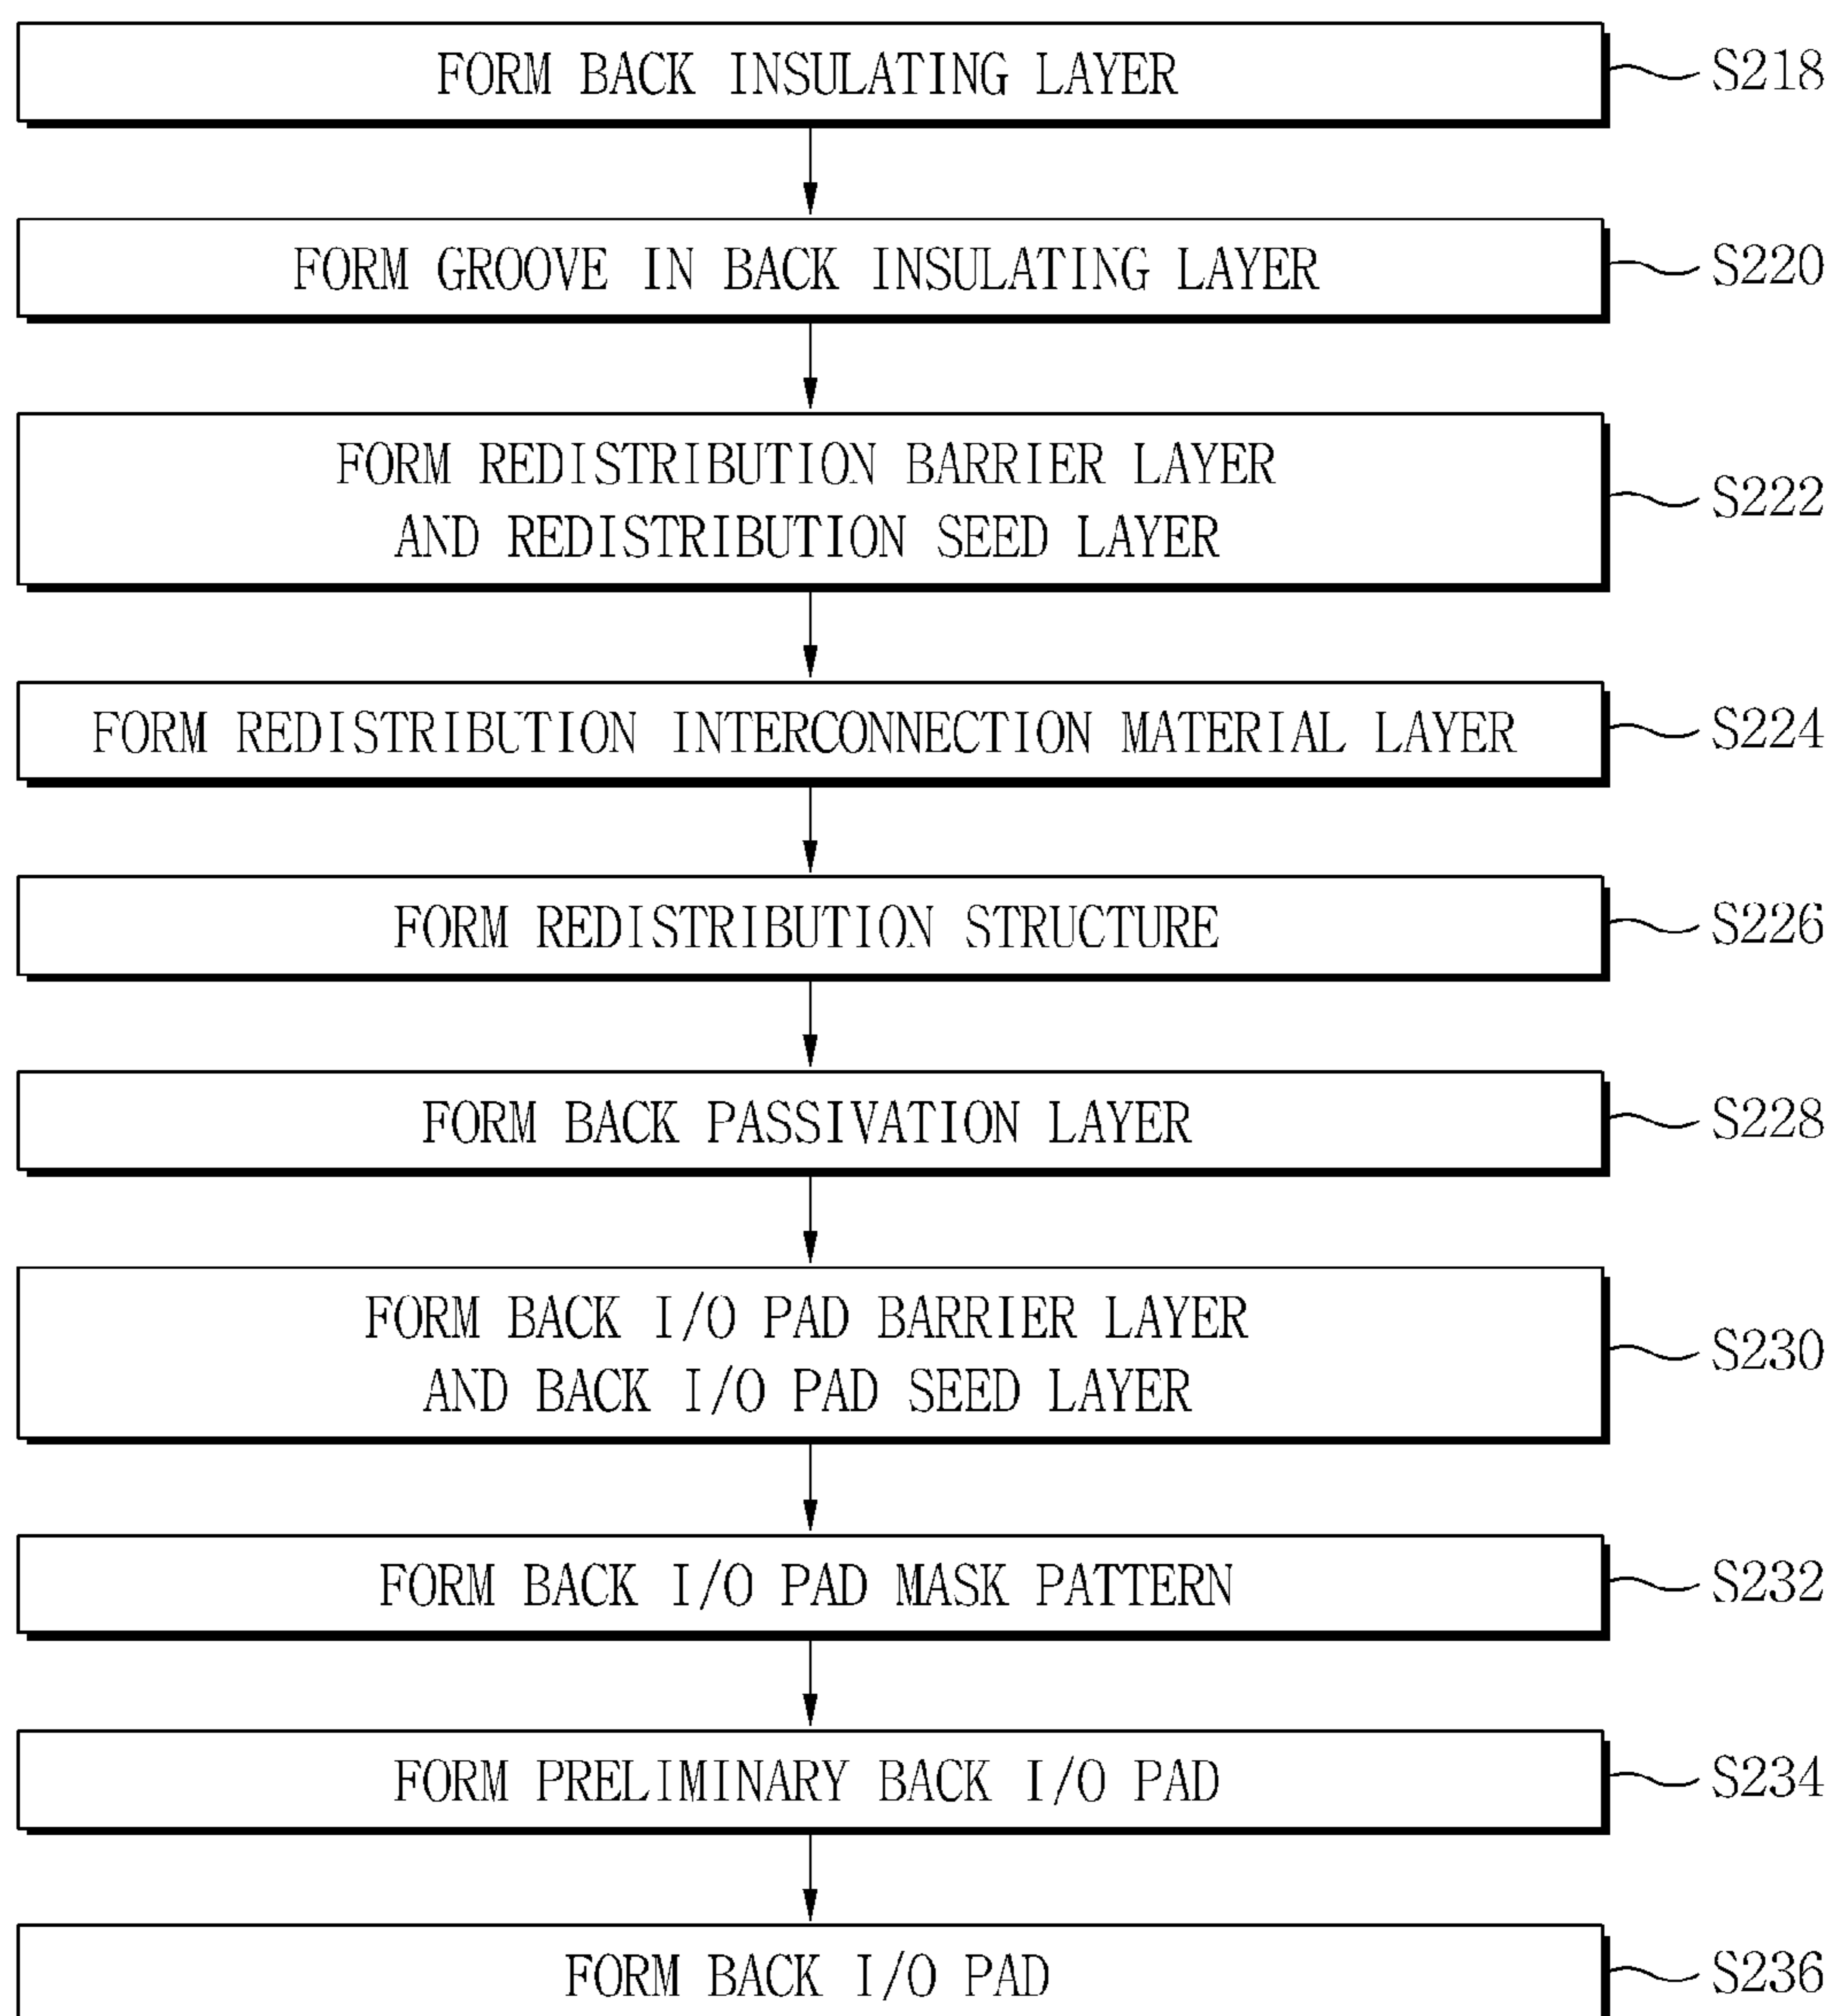 FORM BACK INSULATING LAYER
S218
FORM GROOVE IN BACK INSULATING LAYER
S220
FORM REDISTRIBUTION BARRIER LAYER
AND REDISTRIBUTION SEED LAYER
S222
FORM REDISTRIBUTION INTERCONNECTION MATERIAL LAYER
S224
FORM REDISTRIBUTION STRUCTURE
S226
FORM BACK PASSIVATION LAYER
S228
FORM BACK I/O PAD BARRIER LAYER
AND BACK I/O PAD SEED LAYER
S230
FORM BACK I/O PAD MASK PATTERN
S232
FORM PRELIMINARY BACK I/O PAD
S234
FORM BACK I/O PAD
S236